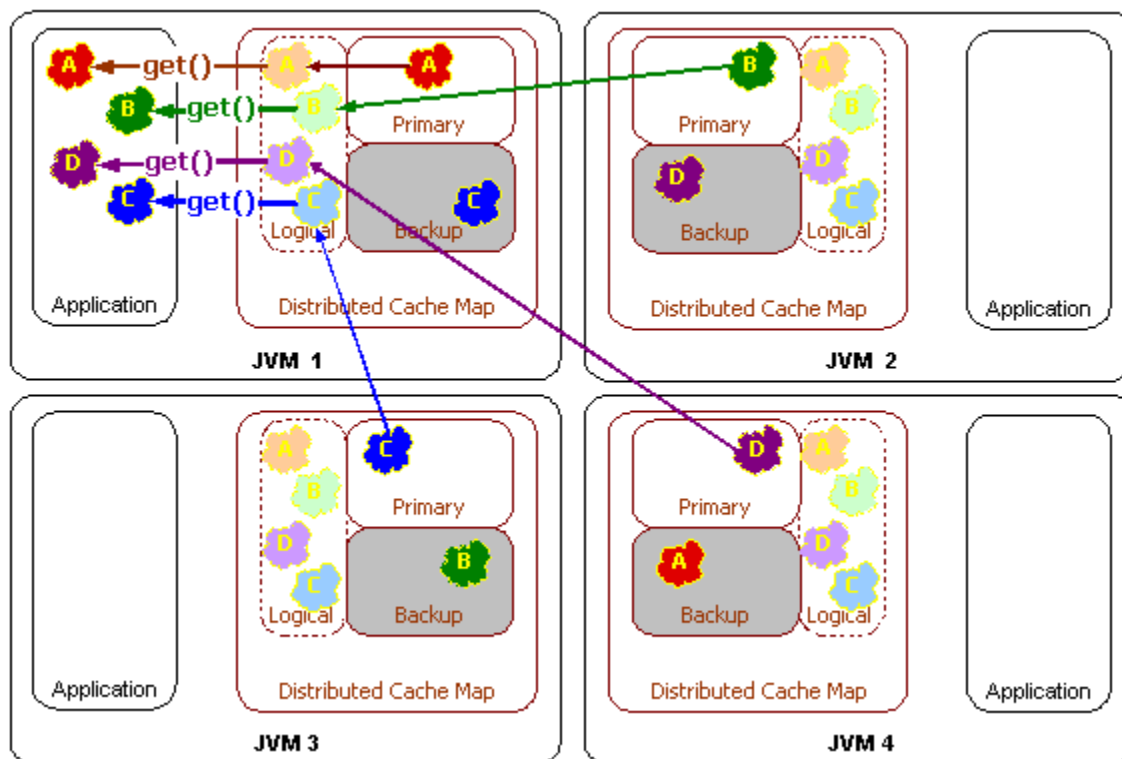 A get() A A
B get() B
Primary
D get() D
C get() C C
Logical Backup
Application Distributed Cache Map
JVM 1
B A
B
Primary
D D
C
Backup Logical
Distributed Cache Map Application
JVM 2
A C
B Primary
D B
C
Logical Backup
Application Distributed Cache Map
JVM 3
D A
Primary B
A D
C
Backup Logical
Distributed Cache Map Application
JVM 4